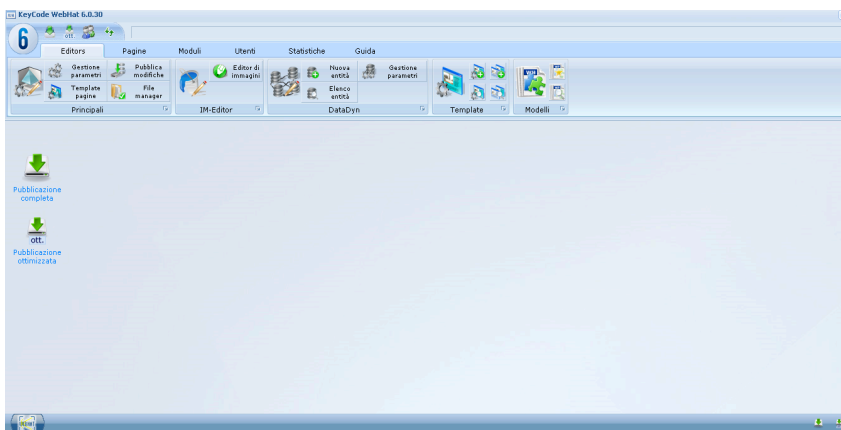 KeyCode WebHat 6.0.30
6
ott.
Editors Pagine Moduli Utenti Statistiche Guida
Gestione parametri
Pubblica modifiche
Template pagine
File manager
Editor di immagini
Nuova entità
Elenco entità
Gestione parametri
Principali IM-Editor DataDyn Template Modelli
Pubblicazione
completa
ott.
Pubblicazione
ottimizzata